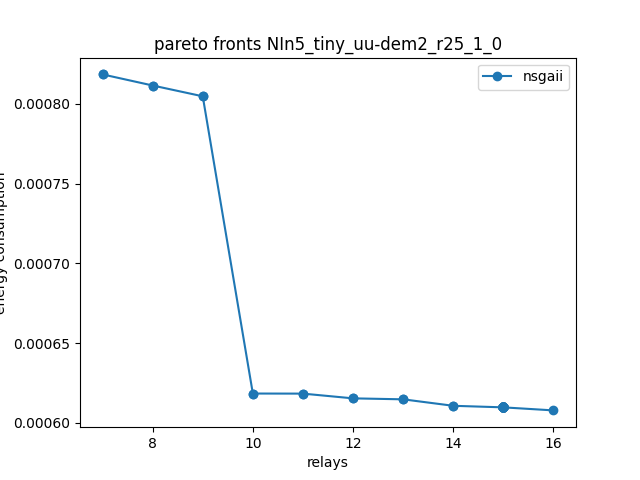 pareto fronts NIn5_tiny_uu-dem2_r25_1_0
nsgaii
0.00080
0.00075
0.00070
0.00065
0.00060
energy consumption
8
10
12
14
16
relays